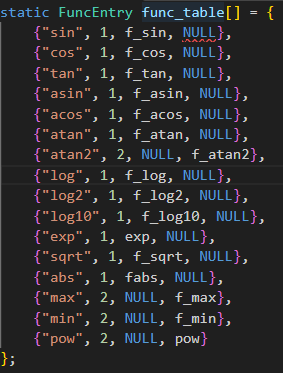 static FuncEntry func_table[] = {
    {"sin", 1, f_sin, NULL},
    {"cos", 1, f_cos, NULL},
    {"tan", 1, f_tan, NULL},
    {"asin", 1, f_asin, NULL},
    {"acos", 1, f_acos, NULL},
    {"atan", 1, f_atan, NULL},
    {"atan2", 2, NULL, f_atan2},
    {"log", 1, f_log, NULL},
    {"log2", 1, f_log2, NULL},
    {"log10", 1, f_log10, NULL},
    {"exp", 1, exp, NULL},
    {"sqrt", 1, f_sqrt, NULL},
    {"abs", 1, fabs, NULL},
    {"max", 2, NULL, f_max},
    {"min", 2, NULL, f_min},
    {"pow", 2, NULL, pow}
};